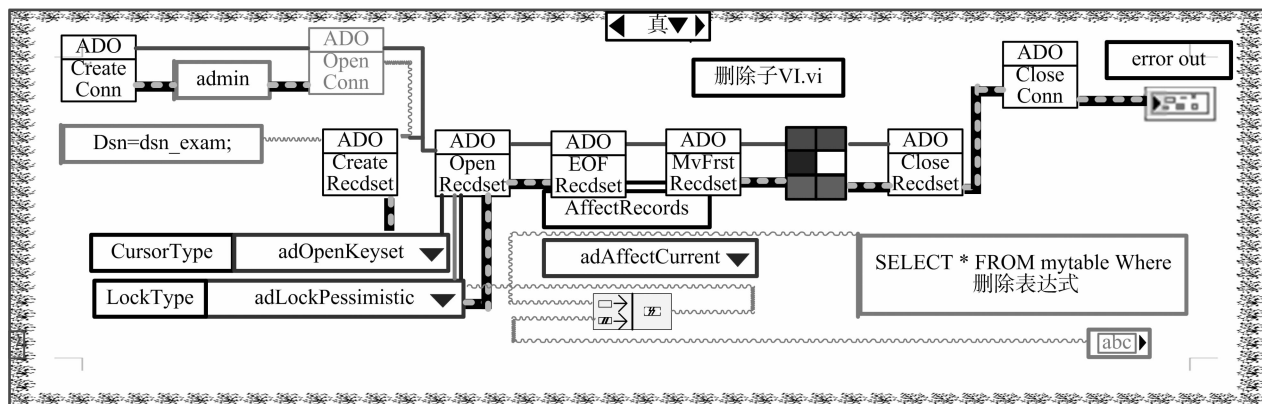 真
ADO
Create
Conn
admin
ADO
Open
Conn
删除子VI.vi
ADO
Close
Conn
error out
Dsn=dsn_exam;
ADO
Create
Recdset
ADO
Open
Recdset
ADO
EOF
Recdset
ADO
MvFrst
Recdset
ADO
Close
Recdset
AffectRecords
CursorType
adOpenKeyset
adAffectCurrent
SELECT * FROM mytable Where
删除表达式
LockType
adLockPessimistic
abc